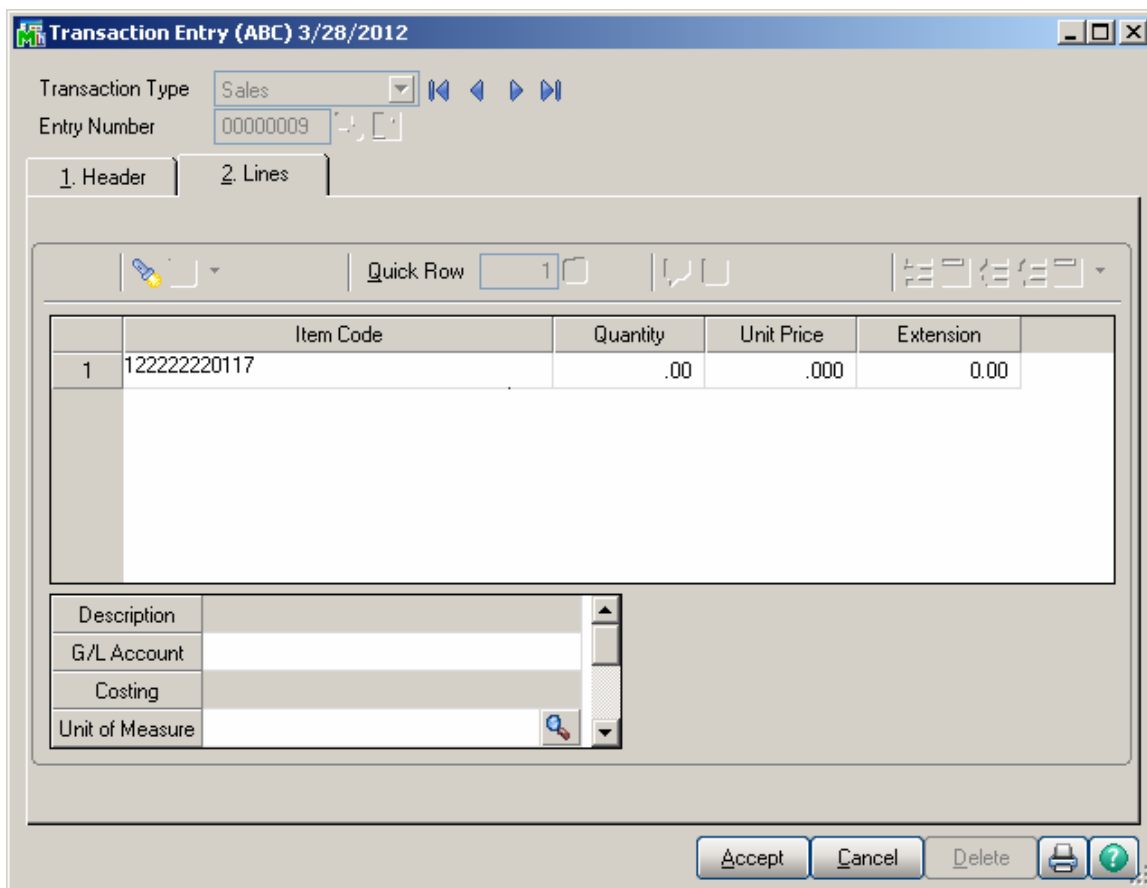 Transaction Entry (ABC) 3/28/2012
Transaction Type Sales
Entry Number 00000009
1. Header 2. Lines
Quick Row 1
Item Code Quantity Unit Price Extension
1 122222220117 .00 .000 0.00
Description
G/L Account
Costing
Unit of Measure
Accept Cancel Delete